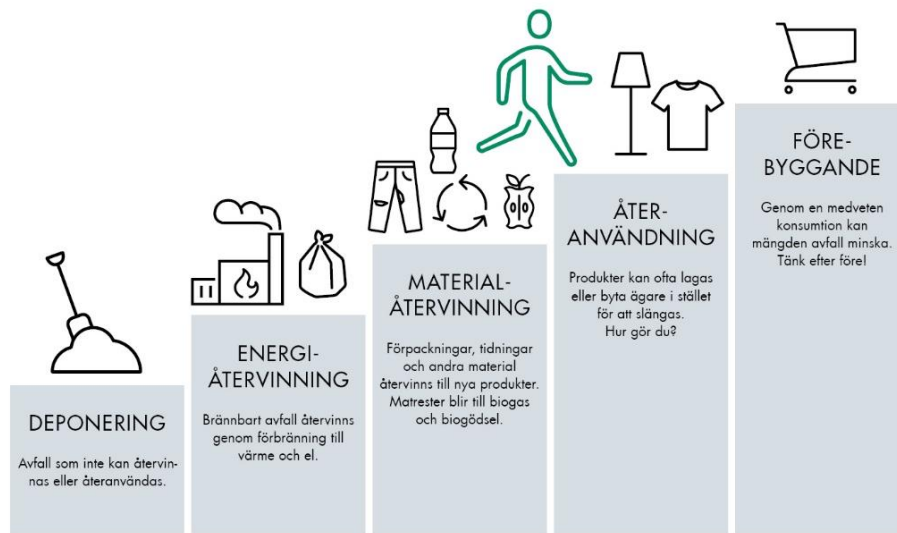 DEPONERING
Avfall som inte kan återvin-
nas eller återanvändas.
ENERGI-
ÅTERVINNING
Brännbart avfall återvinns
genom förbränning till
värme och el.
MATERIAL-
ÅTERVINNING
Förpackningar, tidningar
och andra material
återvinns till nya produkter.
Matrester blir till biogas
och biogödsel.
ÅTER-
ANVÄNDNING
Produkter kan ofta lagas
eller byta ägare i stället
för att slängas.
Hur gör du?
FÖRE-
BYGGANDE
Genom en medveten
konsumtion kan
mängden avfall minska.
Tänk efter före!